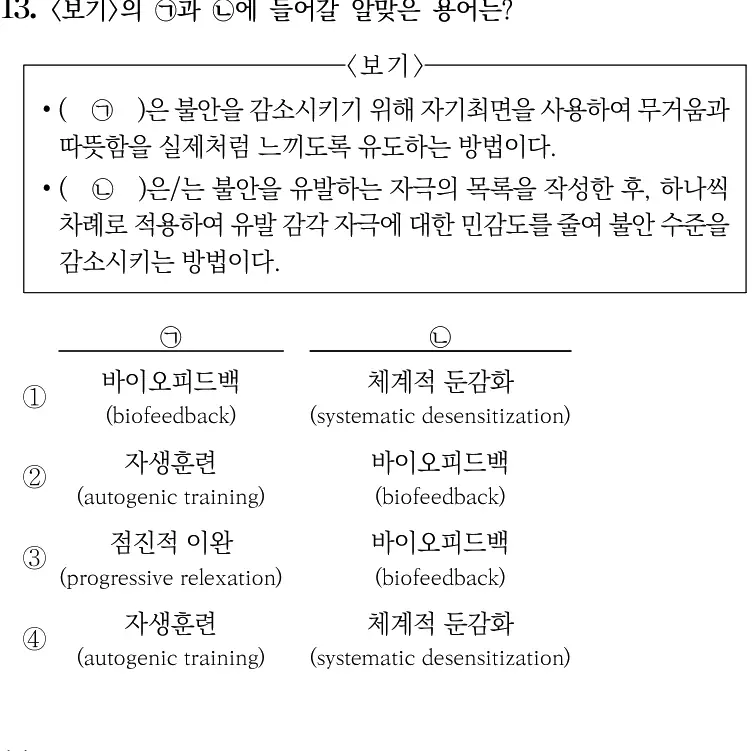 13. 〈보기〉의 ㉠과 ㉡에 들어갈 알맞은 용어는?
〈보기〉
• ( ㉠ )은 불안을 감소시키기 위해 자기최면을 사용하여 무거움과
따뜻함을 실제처럼 느끼도록 유도하는 방법이다.
• ( ㉡ )은/는 불안을 유발하는 자극의 목록을 작성한 후, 하나씩
차례로 적용하여 유발 감각 자극에 대한 민감도를 줄여 불안 수준을
감소시키는 방법이다.
㉠ ㉡
① 바이오피드백 체계적 둔감화
(biofeedback) (systematic desensitization)
② 자생훈련 바이오피드백
(autogenic training) (biofeedback)
③ 점진적 이완 바이오피드백
(progressive relexation) (biofeedback)
④ 자생훈련 체계적 둔감화
(autogenic training) (systematic desensitization)